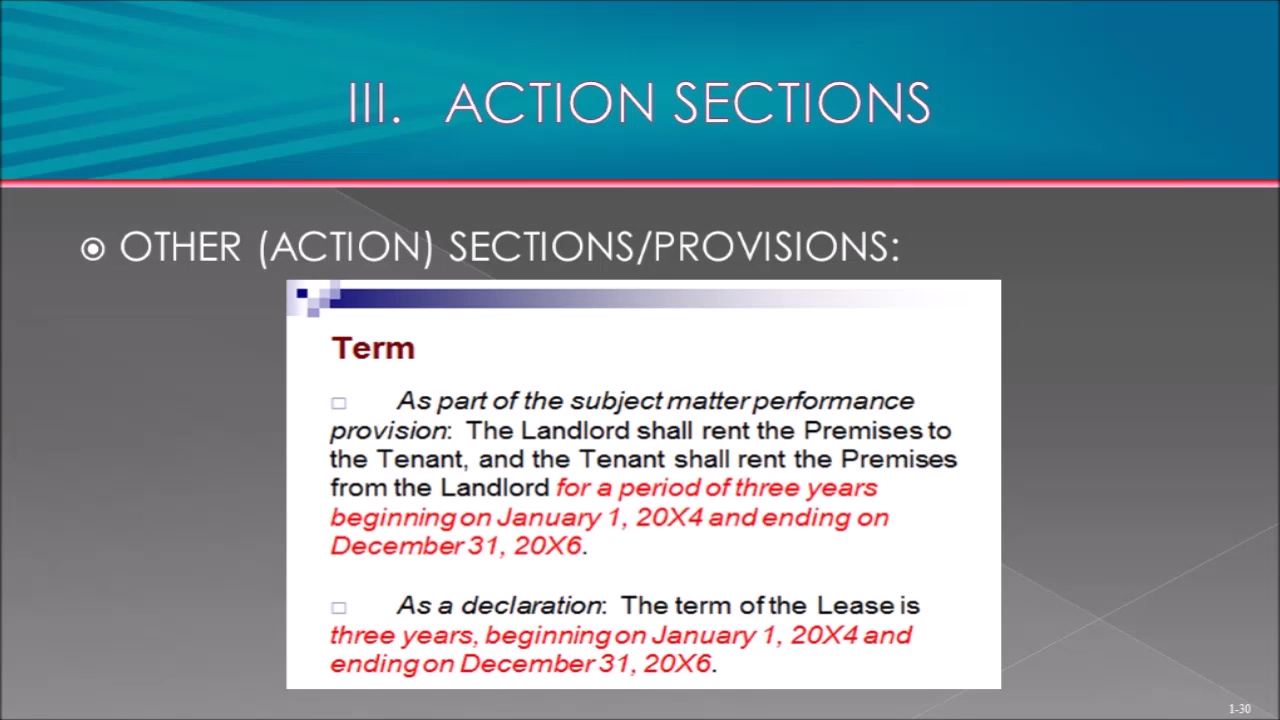 III. ACTION SECTIONS
OTHER (ACTION) SECTIONS/PROVISIONS:
Term
As part of the subject matter performance
provision: The Landlord shall rent the Premises to
the Tenant, and the Tenant shall rent the Premises
from the Landlord for a period of three years
beginning on January 1, 20X4 and ending on
December 31, 20X6.
As a declaration: The term of the Lease is
three years, beginning on January 1, 20X4 and
ending on December 31, 20X6.
1-30